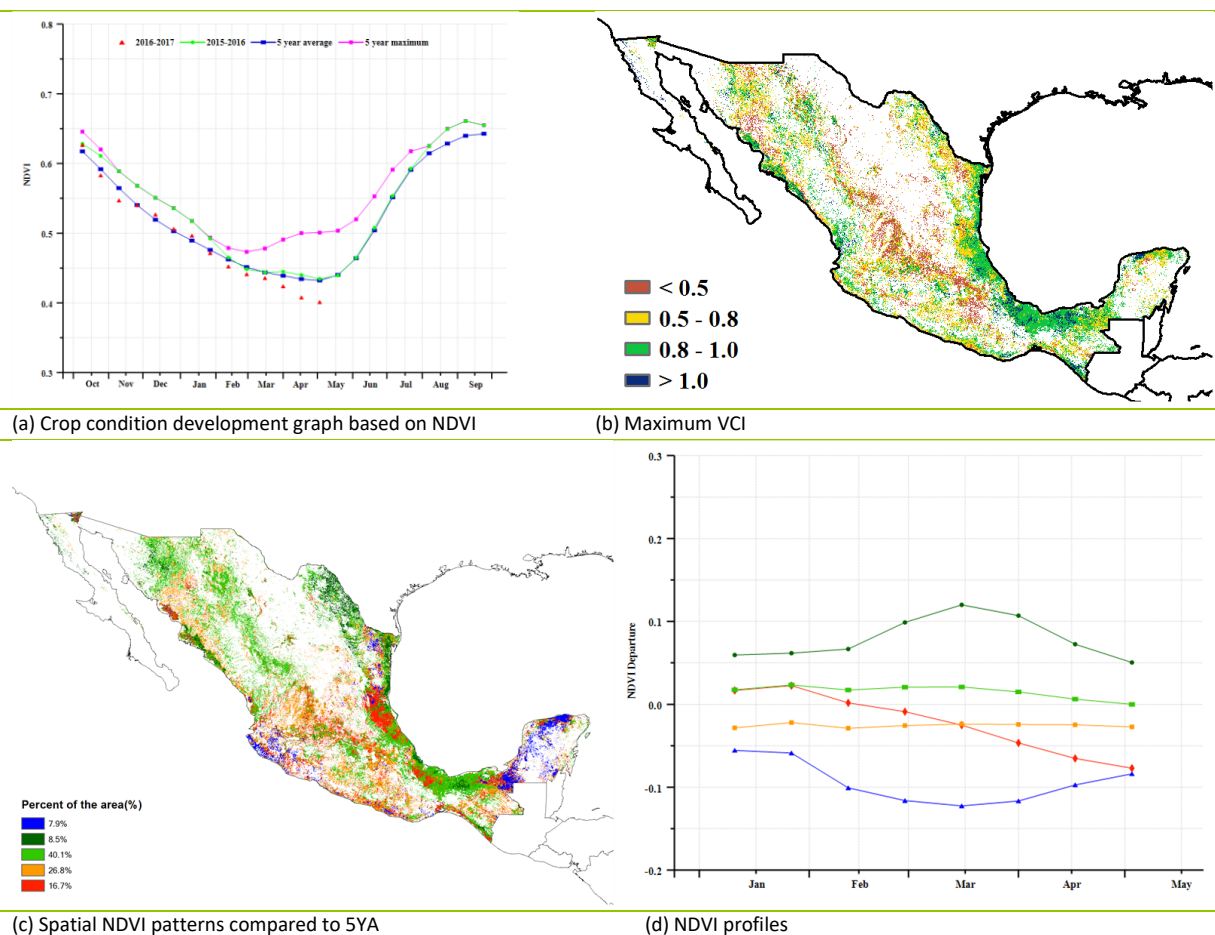 0.8
0.7
0.6
0.5
0.4
0.3
NDVI
2016-2017 2015-2016 5 year average 5 year maximum
Oct Nov Dec Jan Feb Mar Apr May Jun Jul Aug Sep
< 0.5
0.5 - 0.8
0.8 - 1.0
> 1.0
(a) Crop condition development graph based on NDVI
(b) Maximum VCI
Percent of the area(%)
7.9%
8.5%
40.1%
26.8%
16.7%
0.3
0.2
0.1
0.0
-0.1
-0.2
NDVI Departure
Jan Feb Mar Apr May
(c) Spatial NDVI patterns compared to 5YA
(d) NDVI profiles